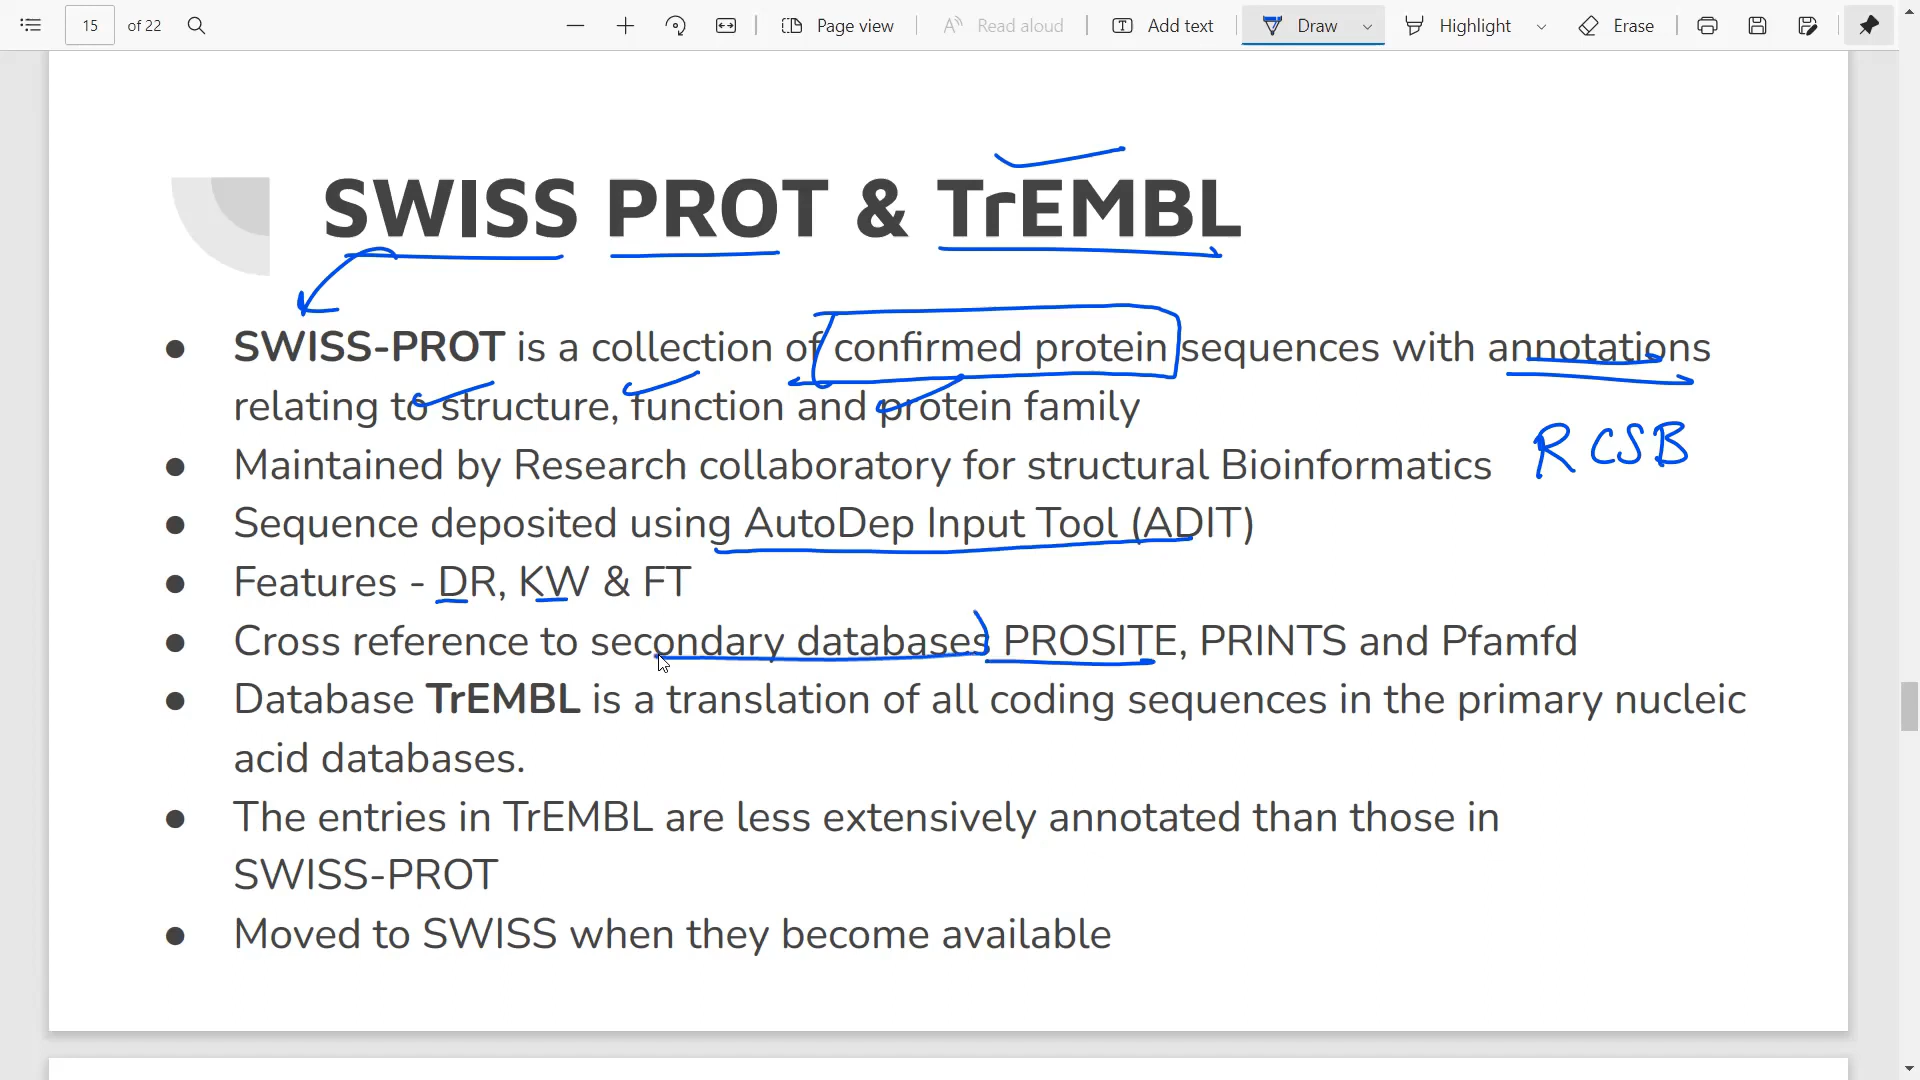 15 of 22 Page view Read aloud Add text Draw Highlight Erase
SWISS PROT & TrEMBL
● SWISS-PROT is a collection of confirmed protein sequences with annotations
relating to structure, function and protein family
RCSB
● Maintained by Research collaboratory for structural Bioinformatics
● Sequence deposited using AutoDep Input Tool (ADIT)
● Features - DR, KW & FT
● Cross reference to secondary databases PROSITE, PRINTS and Pfamfd
● Database TrEMBL is a translation of all coding sequences in the primary nucleic
acid databases.
● The entries in TrEMBL are less extensively annotated than those in
SWISS-PROT
● Moved to SWISS when they become available